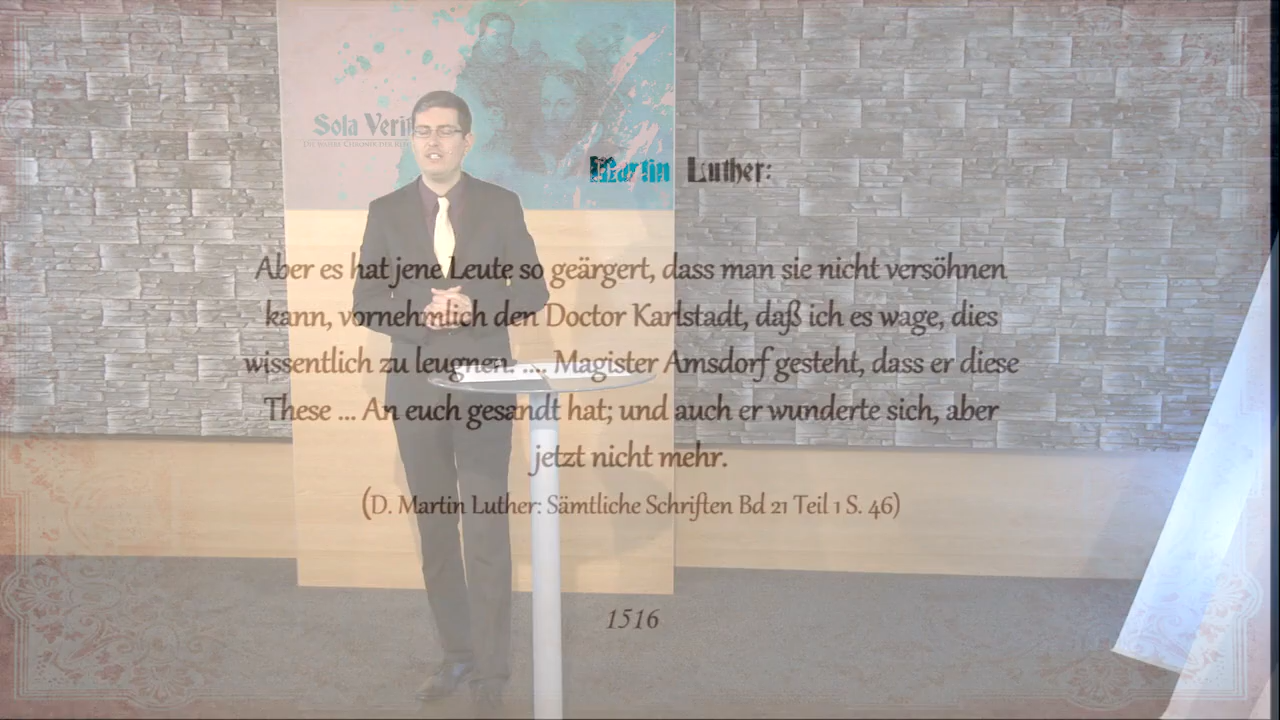 Sola Veri
Martin Luther:
Aber es hat jene Leute so geärgert, dass man sie nicht versöhnen
kann, vornehmlich den Doctor Karlstadt, daß ich es wage, dies
wissentlich zu leugnen. .... Magister Amsdorf gesteht, dass er diese
These ... An euch gesandt hat; und auch er wunderte sich, aber
jetzt nicht mehr.
(D. Martin Luther: Sämtliche Schriften Bd 21 Teil 1 S. 46)
1516